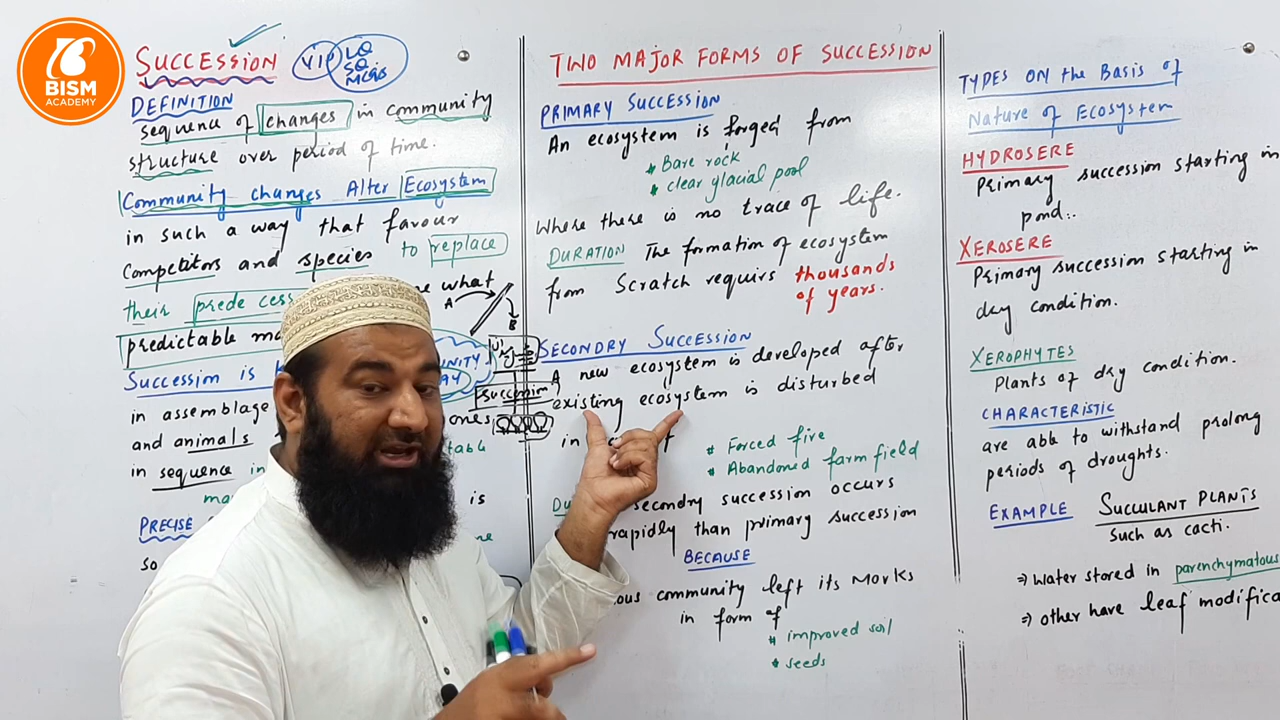 BISM
ACADEMY
SUCCESSION
VIP
LQ
SQ
MCQS
DEFINITION
sequence of changes in community
structure over period of time.
Community changes Alter Ecosystem
in such a way that favour
Competitors and species to replace
their prede what
predictable
SUCCESSION is
in assemblage ones
and animals
in sequence in
is
PRECISE
so
A
B
succession
TWO MAJOR FORMS OF SUCCESSION
PRIMARY SUCCESSION
An ecosystem is forged from
* Bare rock
* clear glacial pool
Where there is no trace of life.
DURATION The formation of ecosystem
from Scratch requirs thousands
of years.
SECONDRY SUCCESSION
A new ecosystem is developed after
existing ecosystem is disturbed
in
* Forced fire
* Abandoned farm field
secondry succession occurs
rapidly than primary succession
BECAUSE
community left its Marks
in form of
* improved soil
* seeds
TYPES ON the Basis of
Nature of Ecosystem
HYDROSERE
Primary succession starting in
pond..
XEROSERE
Primary succession starting in
dry condition.
XEROPHYTES
Plants of dry condition.
CHARACTERISTIC
are able to withstand prolong
periods of droughts.
EXAMPLE SUCCULANT PLANTS
such as cacti.
⇒ Water stored in parenchymatous
⇒ other have leaf modifica